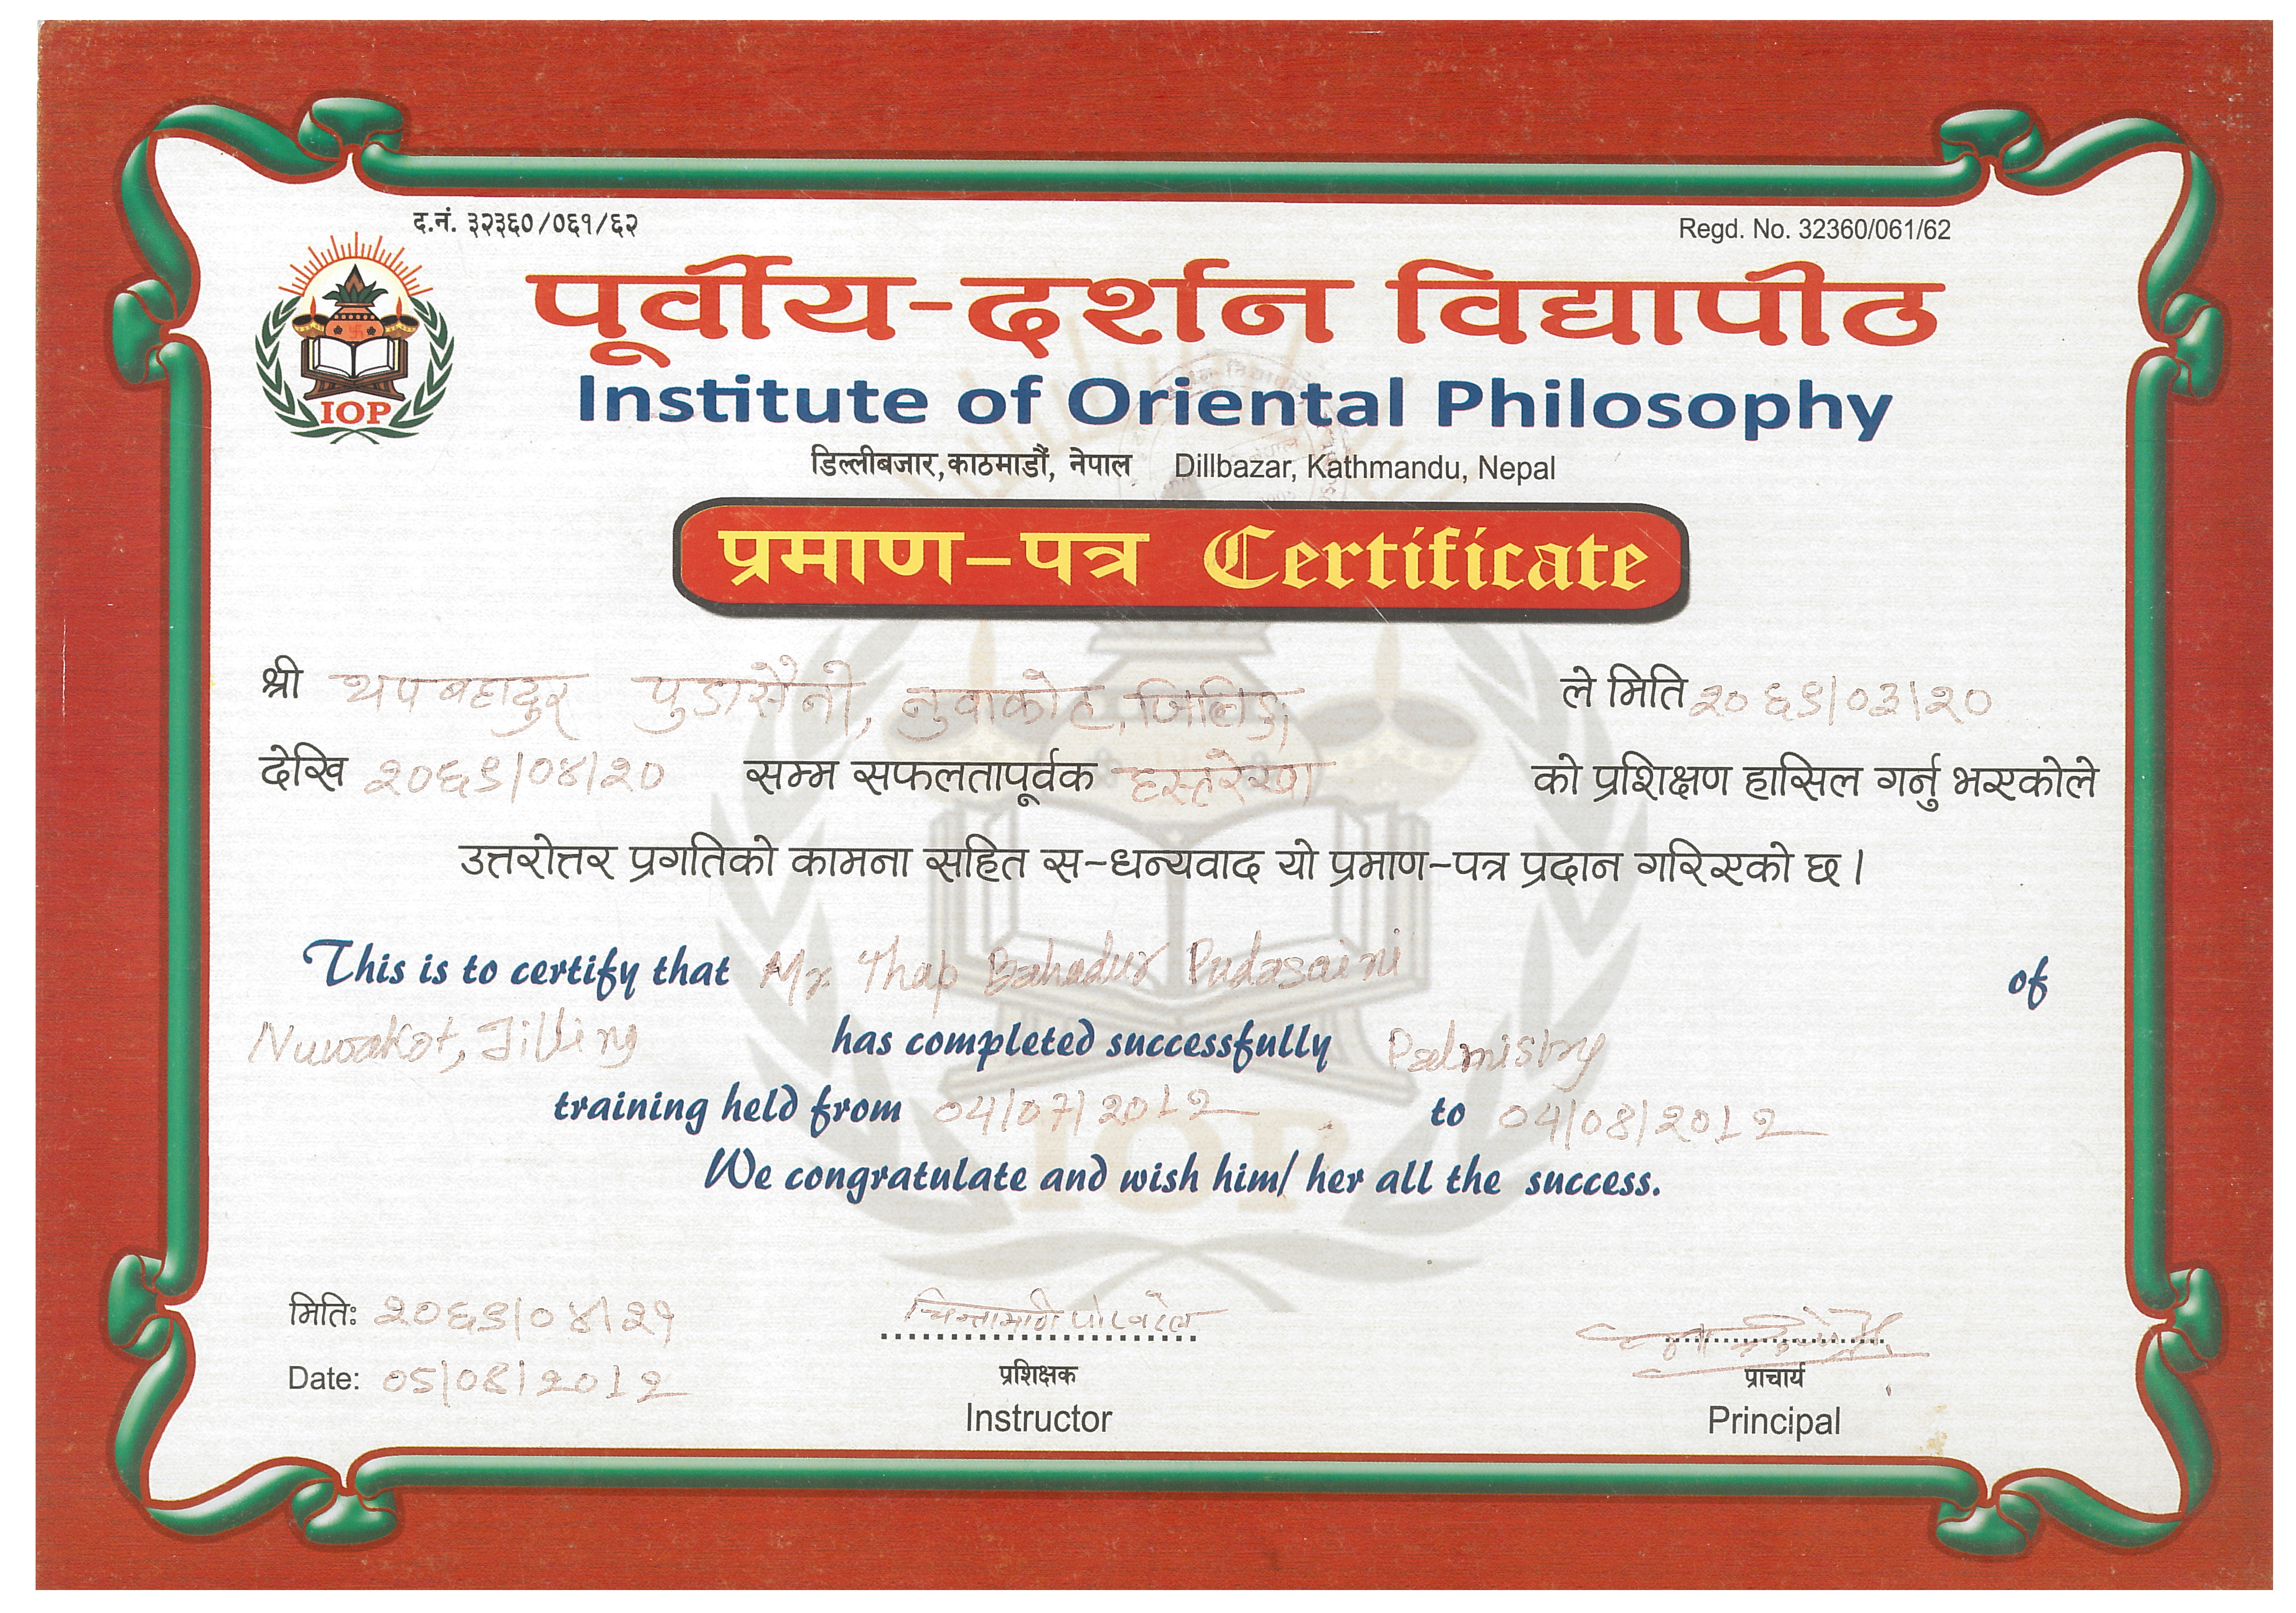 द.नं. ३२३६०/०६१/६२
Regd. No. 32360/061/62
पूर्वीय-दर्शन विद्यापीठ
IOP
Institute of Oriental Philosophy
डिल्लीबजार, काठमाडौं, नेपाल Dillbazar, Kathmandu, Nepal
प्रमाण-पत्र Certificate
श्री थपबहादुर पुडासैनी, नुवाकोट, जिलिङ ले मिति २०६९/०३/२०
देखि २०६९/०४/२० सम्म सफलतापूर्वक हस्तरेखा को प्रशिक्षण हासिल गर्नु भएकोले
उत्तरोत्तर प्रगतिको कामना सहित स-धन्यवाद यो प्रमाण-पत्र प्रदान गरिएको छ।
This is to certify that Mr. Thap Bahadur Pudasaini of
Nuwakot, Jilling has completed successfully Palmistry
training held from 04/07/2012 to 04/08/2012
We congratulate and wish him/ her all the success.
IOP
मितिः २०६९/०४/२१
चिन्तामणि पौडेल
Date: 05/08/2012
प्रशिक्षक
Instructor
प्राचार्य
Principal